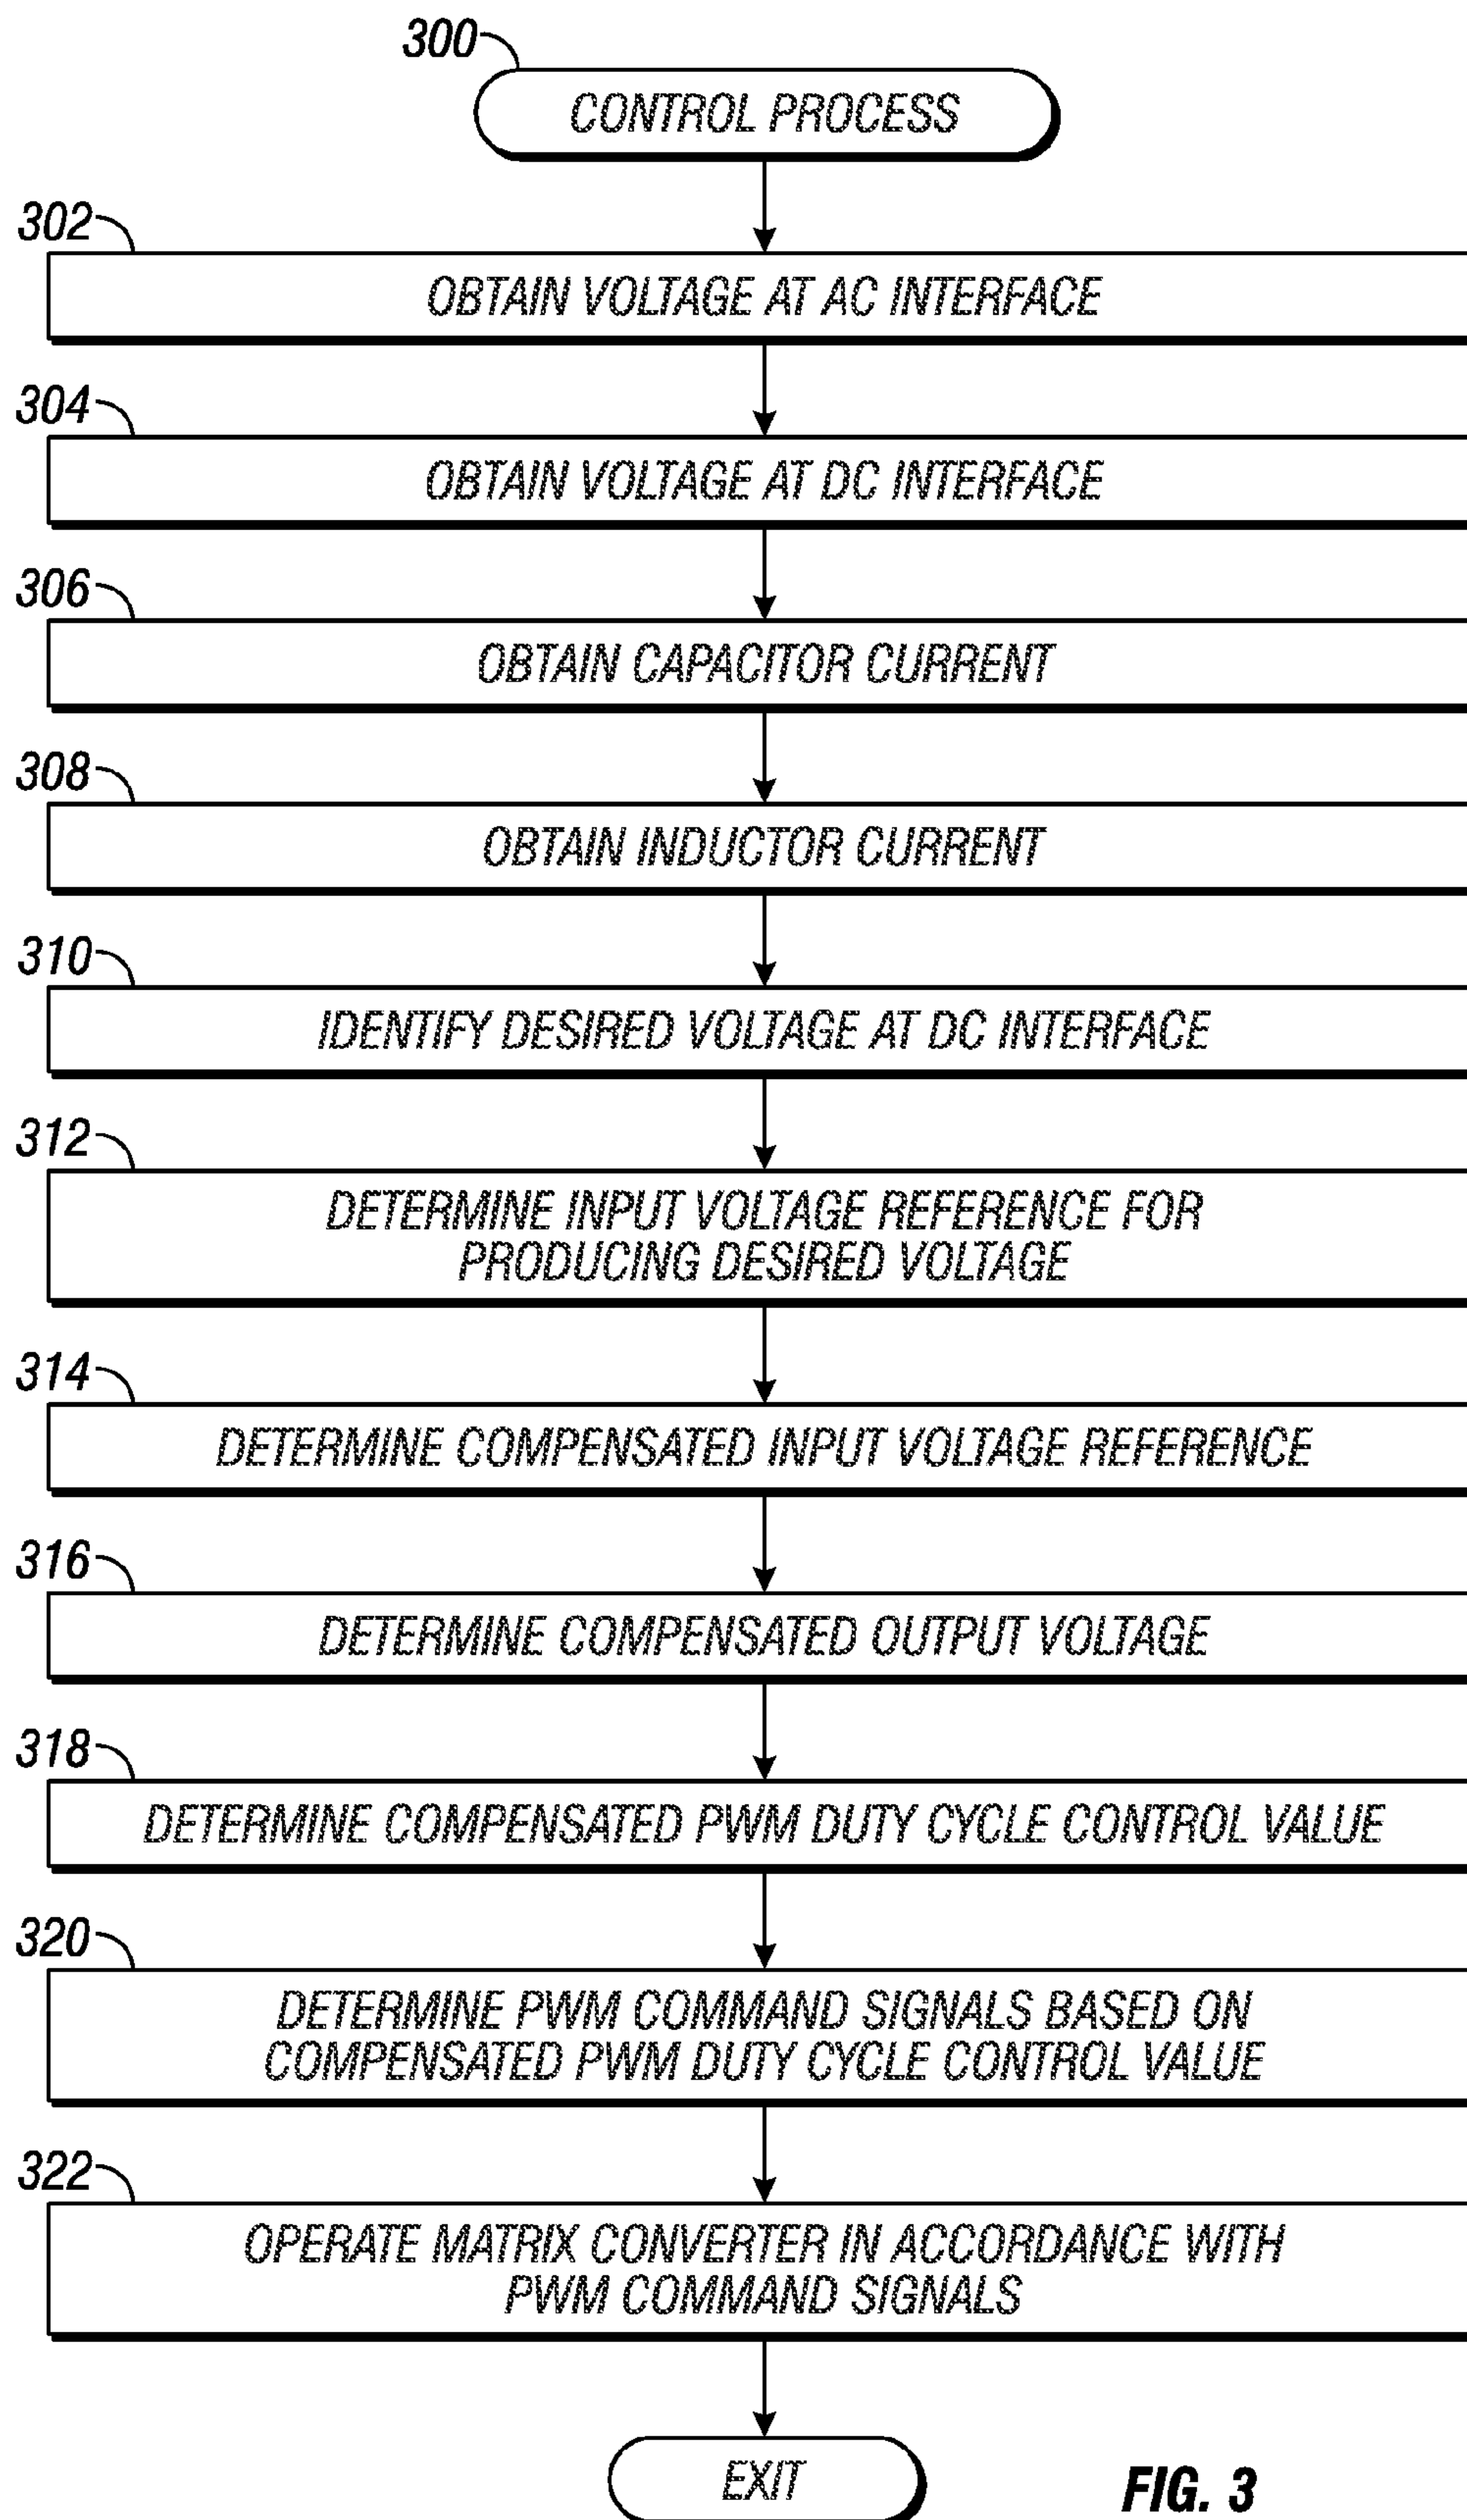 300
CONTROL PROCESS
302
OBTAIN VOLTAGE AT AC INTERFACE
304
OBTAIN VOLTAGE AT DC INTERFACE
306
OBTAIN CAPACITOR CURRENT
308
OBTAIN INDUCTOR CURRENT
310
IDENTIFY DESIRED VOLTAGE AT DC INTERFACE
312
DETERMINE INPUT VOLTAGE REFERENCE FOR
PRODUCING DESIRED VOLTAGE
314
DETERMINE COMPENSATED INPUT VOLTAGE REFERENCE
316
DETERMINE COMPENSATED OUTPUT VOLTAGE
318
DETERMINE COMPENSATED PWM DUTY CYCLE CONTROL VALUE
320
DETERMINE PWM COMMAND SIGNALS BASED ON
COMPENSATED PWM DUTY CYCLE CONTROL VALUE
322
OPERATE MATRIX CONVERTER IN ACCORDANCE WITH
PWM COMMAND SIGNALS
EXIT
FIG. 3